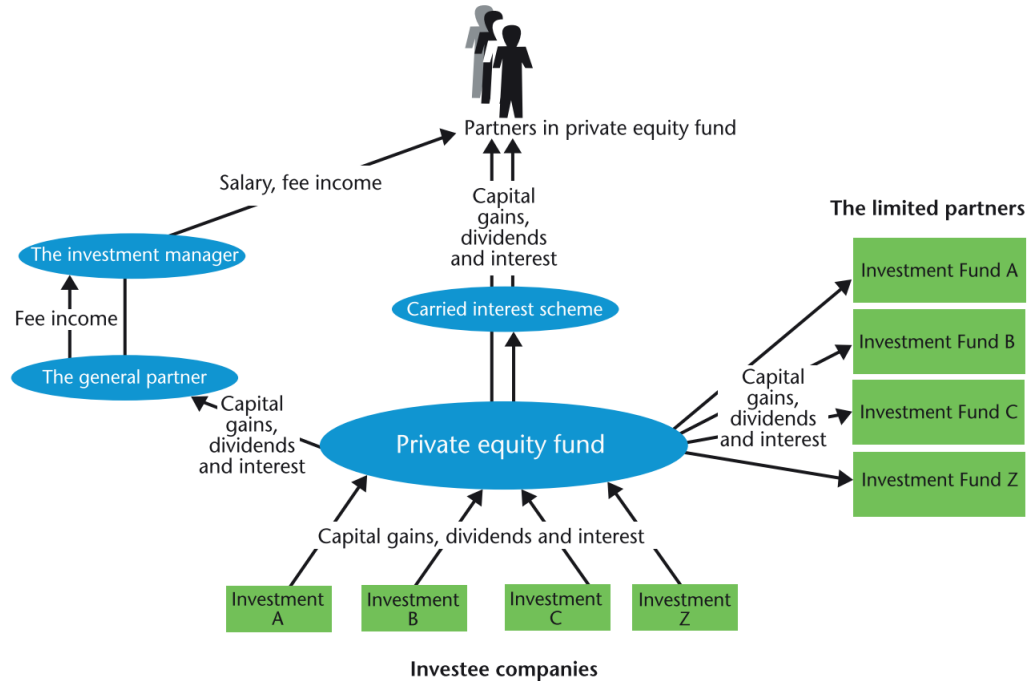 Partners in private equity fund
Salary, fee income
Capital
gains,
dividends
and interest
The limited partners
The investment manager
Investment Fund A
Fee income
Carried interest scheme
Investment Fund B
The general partner
Capital
gains,
dividends
and interest
Investment Fund C
Capital
gains,
dividends
and interest
Private equity fund
Investment Fund Z
Capital gains, dividends and interest
Investment
A
Investment
B
Investment
C
Investment
Z
Investee companies